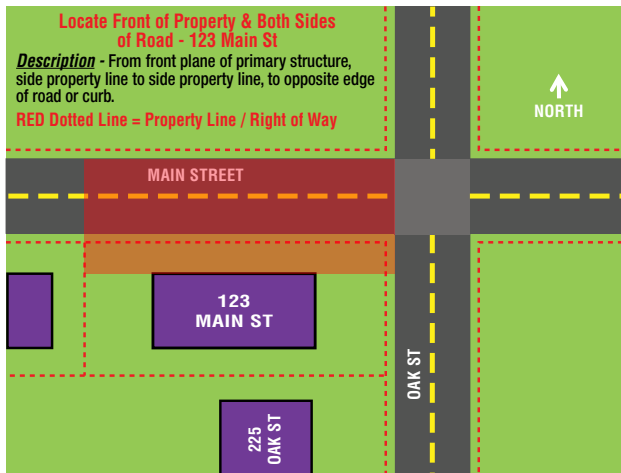 Locate Front of Property & Both Sides
of Road - 123 Main St
Description - From front plane of primary structure,
side property line to side property line, to opposite edge
of road or curb.
RED Dotted Line = Property Line / Right of Way
NORTH
MAIN STREET
123
MAIN ST
OAK ST
225
OAK ST